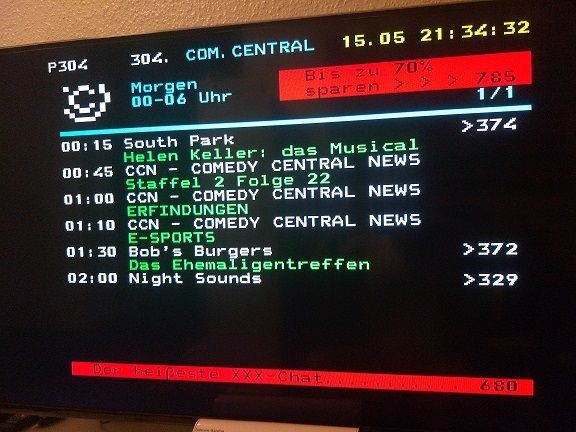 P304 304. COM.CENTRAL 15.05 21:34:32
Morgen
00-06 Uhr
Bis zu 70%
sparen > > > 785
1/1
00:15 South Park >374
Helen Keller: das Musical
00:45 CCN - COMEDY CENTRAL NEWS
Staffel 2 Folge 22
01:00 CCN - COMEDY CENTRAL NEWS
ERFINDUNGEN
01:10 CCN - COMEDY CENTRAL NEWS
E-SPORTS
01:30 Bob's Burgers >372
Das Ehemaligentreffen
02:00 Night Sounds >329
Der heißeste XXX-Chat........... 680